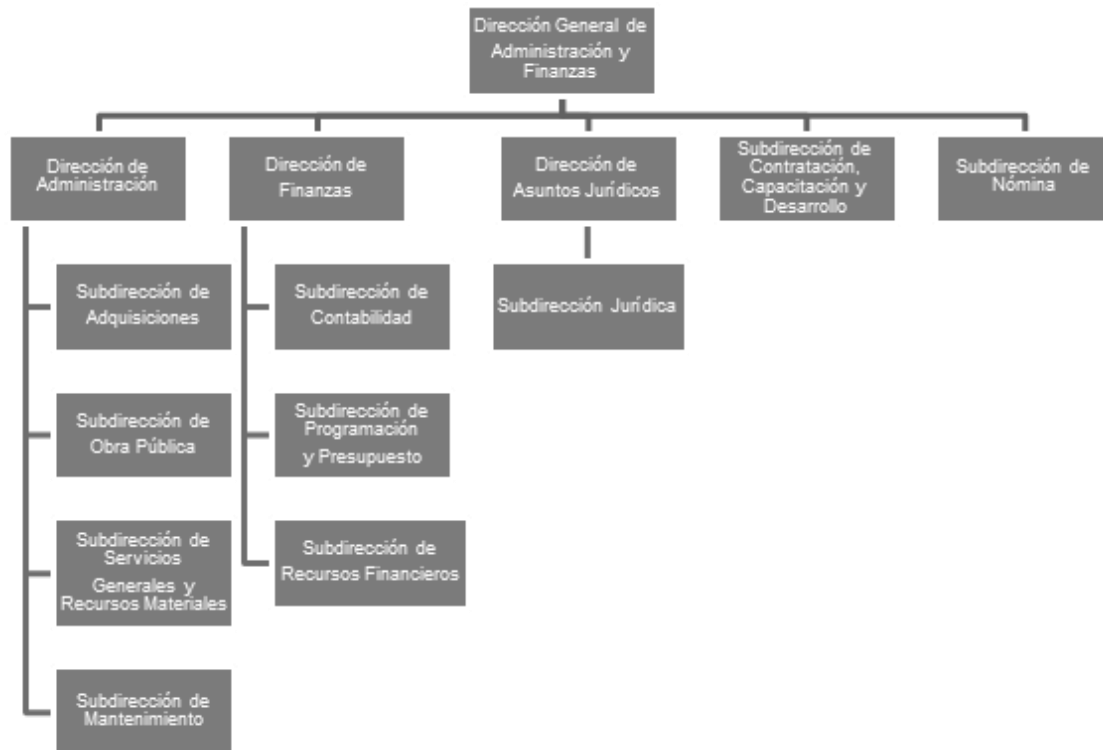 Dirección General de
Administración y
Finanzas
Dirección de
Administración
Dirección de
Finanzas
Dirección de
Asuntos Jurídicos
Subdirección de
Contratación,
Capacitación y
Desarrollo
Subdirección de
Nómina
Subdirección de
Adquisiciones
Subdirección de
Contabilidad
Subdirección Jurídica
Subdirección de
Obra Pública
Subdirección de
Programación
y Presupuesto
Subdirección de
Servicios
Generales y
Recursos Materiales
Subdirección de
Recursos Financieros
Subdirección de
Mantenimiento